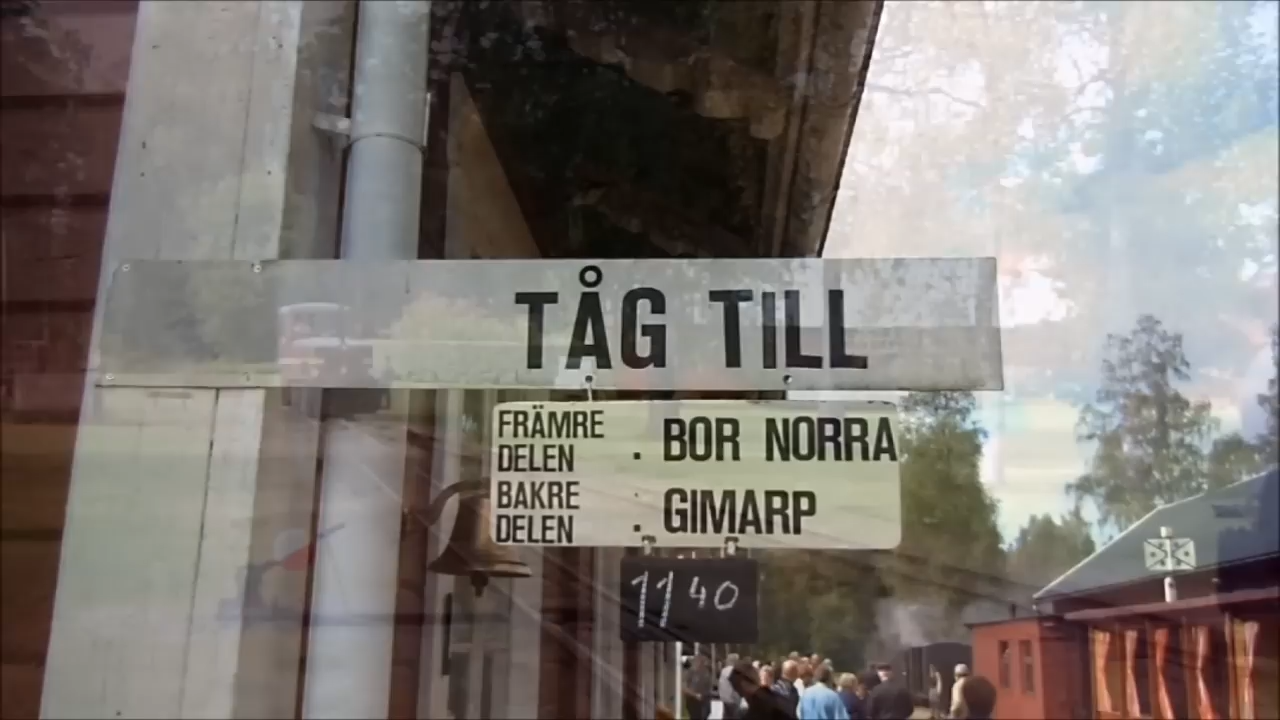 TÅG TILL
FRÄMRE
DELEN . BOR NORRA
BAKRE
DELEN . GIMARP
11 40